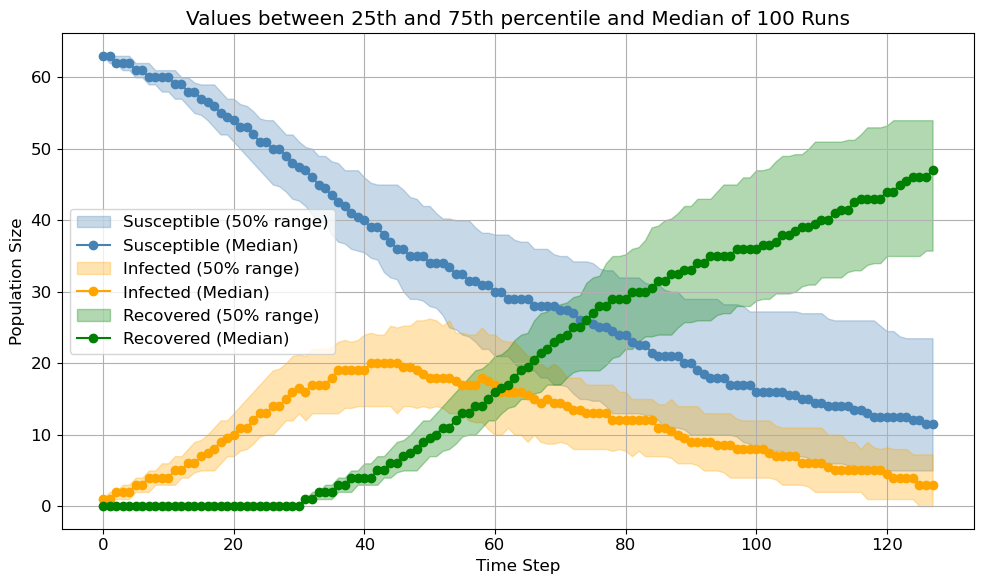 Values between 25th and 75th percentile and Median of 100 Runs
Population Size
60
50
40
30
20
10
0
Susceptible (50% range)
Susceptible (Median)
Infected (50% range)
Infected (Median)
Recovered (50% range)
Recovered (Median)
0
20
40
60
80
100
120
Time Step